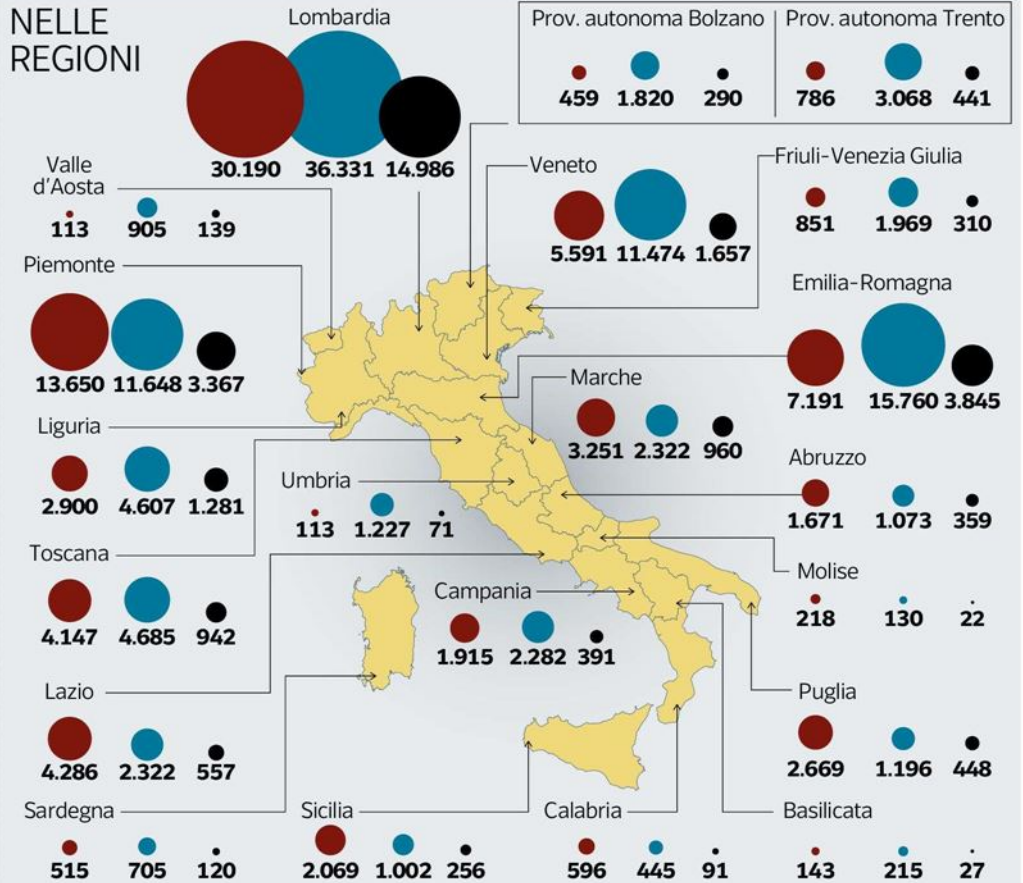 NELLE
REGIONI
Lombardia
30.190 36.331 14.986
Prov. autonoma Bolzano
459 1.820 290
Prov. autonoma Trento
786 3.068 441
Valle
d'Aosta
113 905 139
Veneto
5.591 11.474 1.657
Friuli-Venezia Giulia
851 1.969 310
Piemonte
13.650 11.648 3.367
Emilia-Romagna
7.191 15.760 3.845
Marche
3.251 2.322 960
Liguria
2.900 4.607 1.281
Umbria
113 1.227 71
Abruzzo
1.671 1.073 359
Toscana
4.147 4.685 942
Campania
1.915 2.282 391
Molise
218 130 22
Lazio
4.286 2.322 557
Puglia
2.669 1.196 448
Sardegna
515 705 120
Sicilia
2.069 1.002 256
Calabria
596 445 91
Basilicata
143 215 27